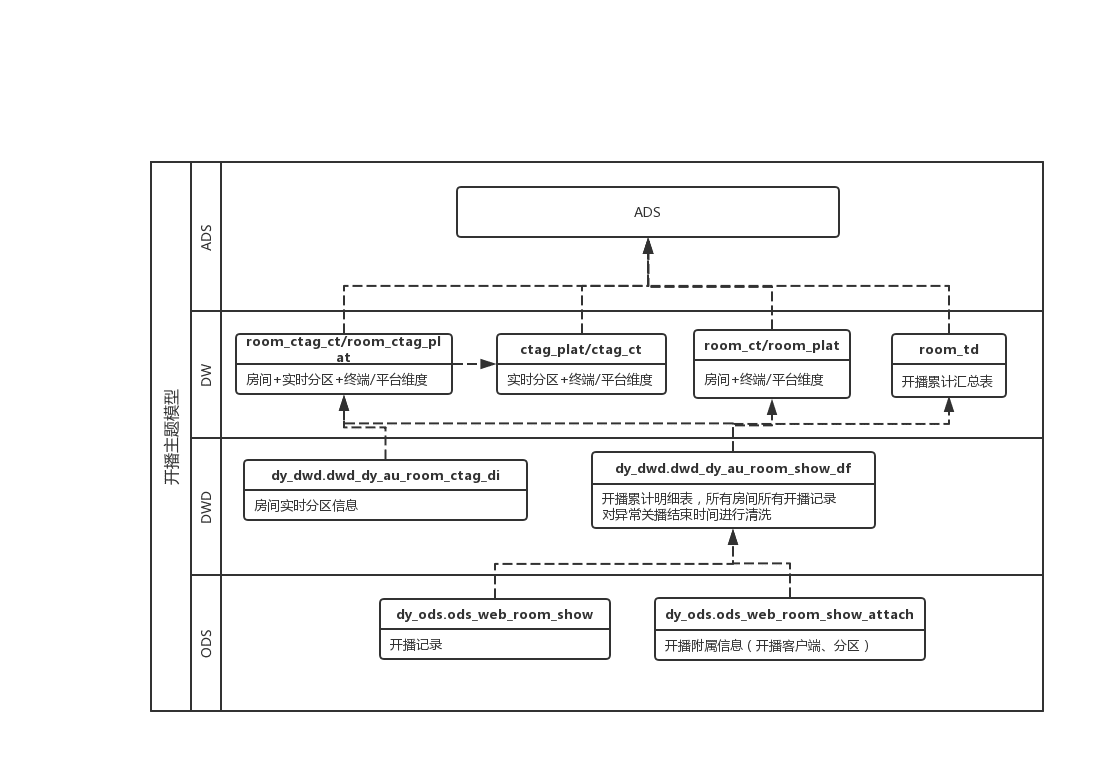 开播主题模型
ADS
ADS
DW
room_ctag_ct/room_ctag_pl
at
房间+实时分区+终端/平台维度
ctag_plat/ctag_ct
实时分区+终端/平台维度
room_ct/room_plat
房间+终端/平台维度
room_td
开播累计汇总表
DWD
dy_dwd.dwd_dy_au_room_ctag_di
房间实时分区信息
dy_dwd.dwd_dy_au_room_show_df
开播累计明细表，所有房间所有开播记录
对异常关播结束时间进行清洗
ODS
dy_ods.ods_web_room_show
开播记录
dy_ods.ods_web_room_show_attach
开播附属信息（开播客户端、分区）